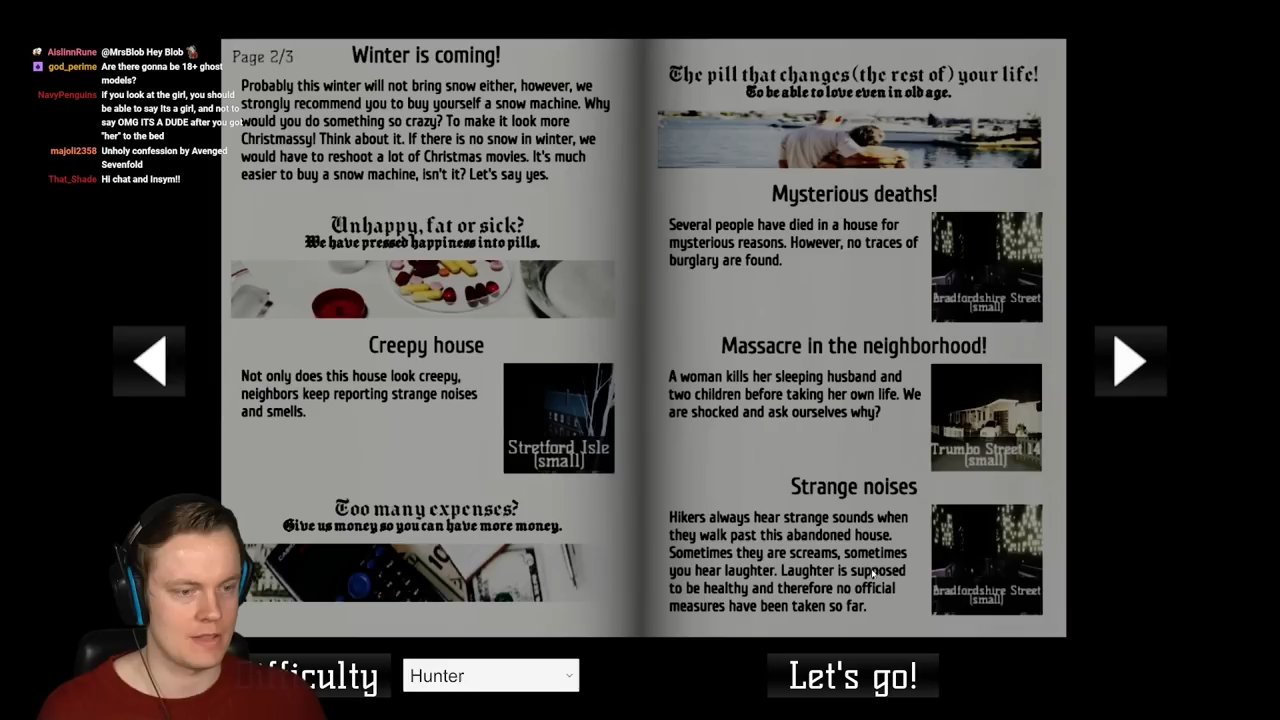 AislinnRune @MrsBlob Hey Blob
god_perime Are there gonna be 18+ ghost
models?
NavyPenguins if you look at the girl, you should
be able to say Its a girl, and not to
say OMG ITS A DUDE after you got
"her" to the bed
majoli2358 Unholy confession by Avenged
Sevenfold
That_Shade Hi chat and Insym!!
Page 2/3
Winter is coming!
Probably this winter will not bring snow either, however, we
strongly recommend you to buy yourself a snow machine. Why
would you do something so crazy? To make it look more
Christmassy! Think about it. If there is no snow in winter, we
would have to reshoot a lot of Christmas movies. It's much
easier to buy a snow machine, isn't it? Let's say yes.
Unhappy, fat or sick?
We have pressed happiness into pills.
Creepy house
Not only does this house look creepy,
neighbors keep reporting strange noises
and smells.
Stretford Isle
(small)
Too many expenses?
Give us money so you can have more money.
The pill that changes (the rest of) your life!
To be able to love even in old age.
Mysterious deaths!
Several people have died in a house for
mysterious reasons. However, no traces of
burglary are found.
Bradfordshire Street
(small)
Massacre in the neighborhood!
A woman kills her sleeping husband and
two children before taking her own life. We
are shocked and ask ourselves why?
Trumbo Street 14
(small)
Strange noises
Hikers always hear strange sounds when
they walk past this abandoned house.
Sometimes they are screams, sometimes
you hear laughter. Laughter is supposed
to be healthy and therefore no official
measures have been taken so far.
Bradfordshire Street
(small)
Difficulty
Hunter
Let's go!